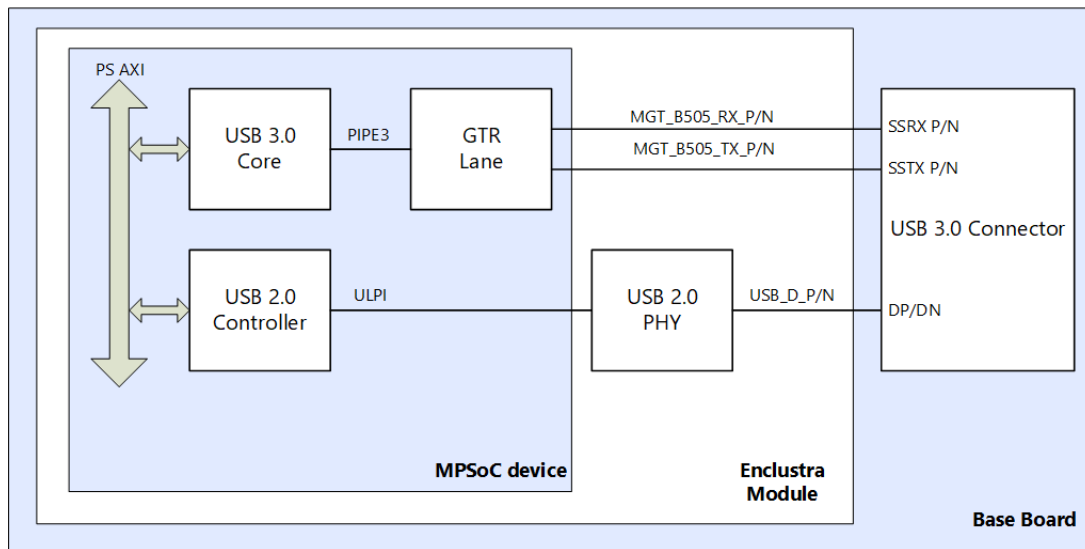 PS AXI
USB 3.0
Core
PIPE3
GTR
Lane
MGT_B505_RX_P/N
MGT_B505_TX_P/N
SSRX P/N
SSTX P/N
USB 3.0 Connector
USB 2.0
Controller
ULPI
USB 2.0
PHY
USB_D_P/N
DP/DN
MPSoC device
Enclustra
Module
Base Board